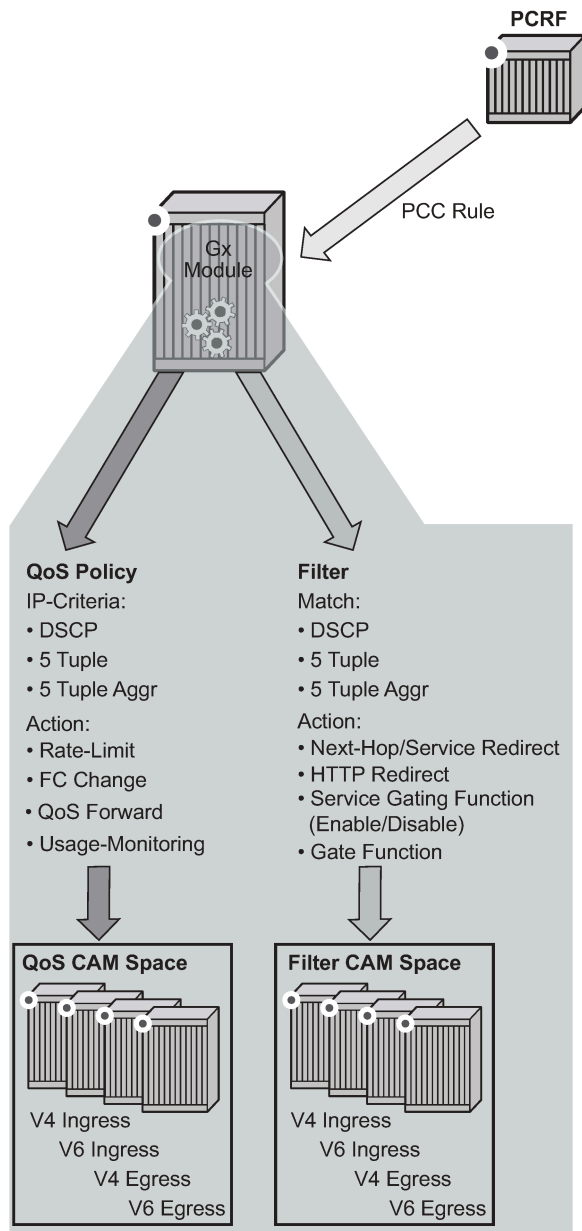 PCRF
PCC Rule
Gx
Module
QoS Policy
IP-Criteria:
• DSCP
• 5 Tuple
• 5 Tuple Aggr
Action:
• Rate-Limit
• FC Change
• QoS Forward
• Usage-Monitoring
Filter
Match:
• DSCP
• 5 Tuple
• 5 Tuple Aggr
Action:
• Next-Hop/Service Redirect
• HTTP Redirect
• Service Gating Function
(Enable/Disable)
• Gate Function
QoS CAM Space
V4 Ingress
V6 Ingress
V4 Egress
V6 Egress
Filter CAM Space
V4 Ingress
V6 Ingress
V4 Egress
V6 Egress